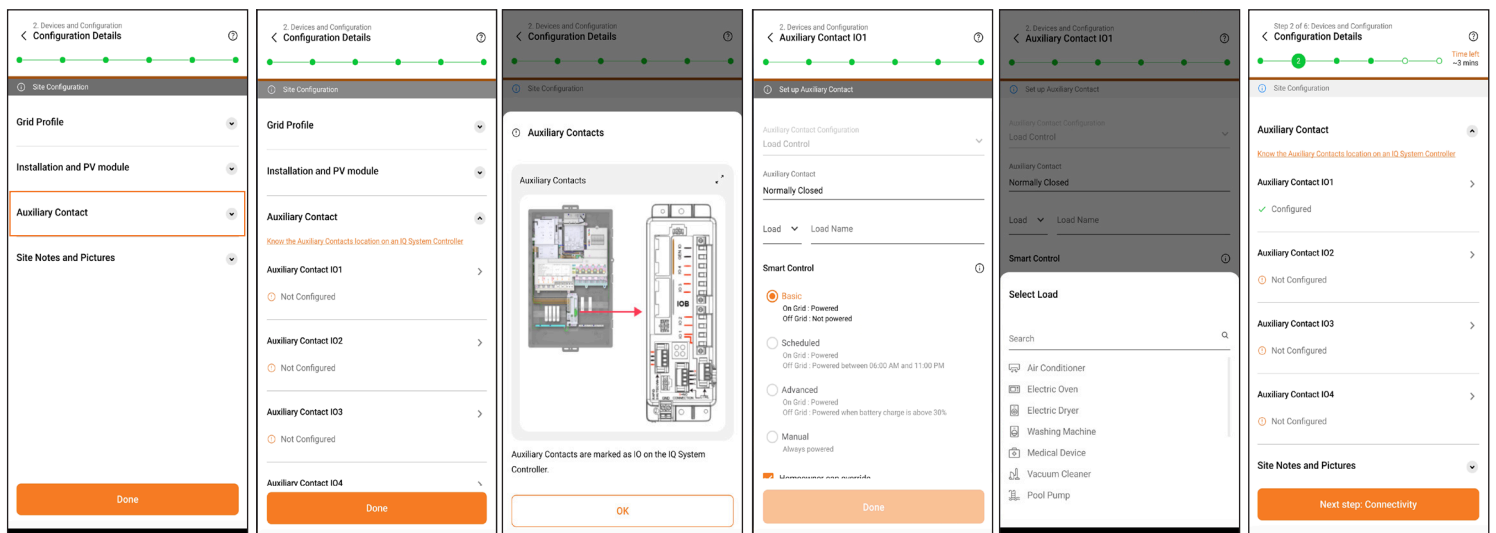 2. Devices and Configuration
Configuration Details
Site Configuration
Grid Profile
Installation and PV module
Auxiliary Contact
Site Notes and Pictures
Done
2. Devices and Configuration
Configuration Details
Site Configuration
Grid Profile
Installation and PV module
Auxiliary Contact
Know the Auxiliary Contacts location on an IQ System Controller
Auxiliary Contact IO1
Not Configured
Auxiliary Contact IO2
Not Configured
Auxiliary Contact IO3
Not Configured
Auxiliary Contact IO4
Done
2. Devices and Configuration
Configuration Details
Site Configuration
Auxiliary Contacts
Auxiliary Contacts
GEN IO
IO 4
IO 3
IOB
IO 2
IO 1
Auxiliary Contacts are marked as IO on the IQ System
Controller.
OK
2. Devices and Configuration
Auxiliary Contact IO1
Set up Auxiliary Contact
Auxiliary Contact Configuration
Load Control
Auxiliary Contact
Normally Closed
Load
Load Name
Smart Control
Basic
On Grid : Powered
Off Grid : Not powered
Scheduled
On Grid : Powered
Off Grid : Powered between 06:00 AM and 11:00 PM
Advanced
On Grid : Powered
Off Grid : Powered when battery charge is above 30%
Manual
Always powered
Homeowner can override
Done
2. Devices and Configuration
Auxiliary Contact IO1
Set up Auxiliary Contact
Auxiliary Contact Configuration
Load Control
Auxiliary Contact
Normally Closed
Load
Load Name
Smart Control
Select Load
Search
Air Conditioner
Electric Oven
Electric Dryer
Washing Machine
Medical Device
Vacuum Cleaner
Pool Pump
Step 2 of 6: Devices and Configuration
Configuration Details
Time left
~3 mins
2
Site Configuration
Auxiliary Contact
Know the Auxiliary Contacts location on an IQ System Controller
Auxiliary Contact IO1
Configured
Auxiliary Contact IO2
Not Configured
Auxiliary Contact IO3
Not Configured
Auxiliary Contact IO4
Not Configured
Site Notes and Pictures
Next step: Connectivity